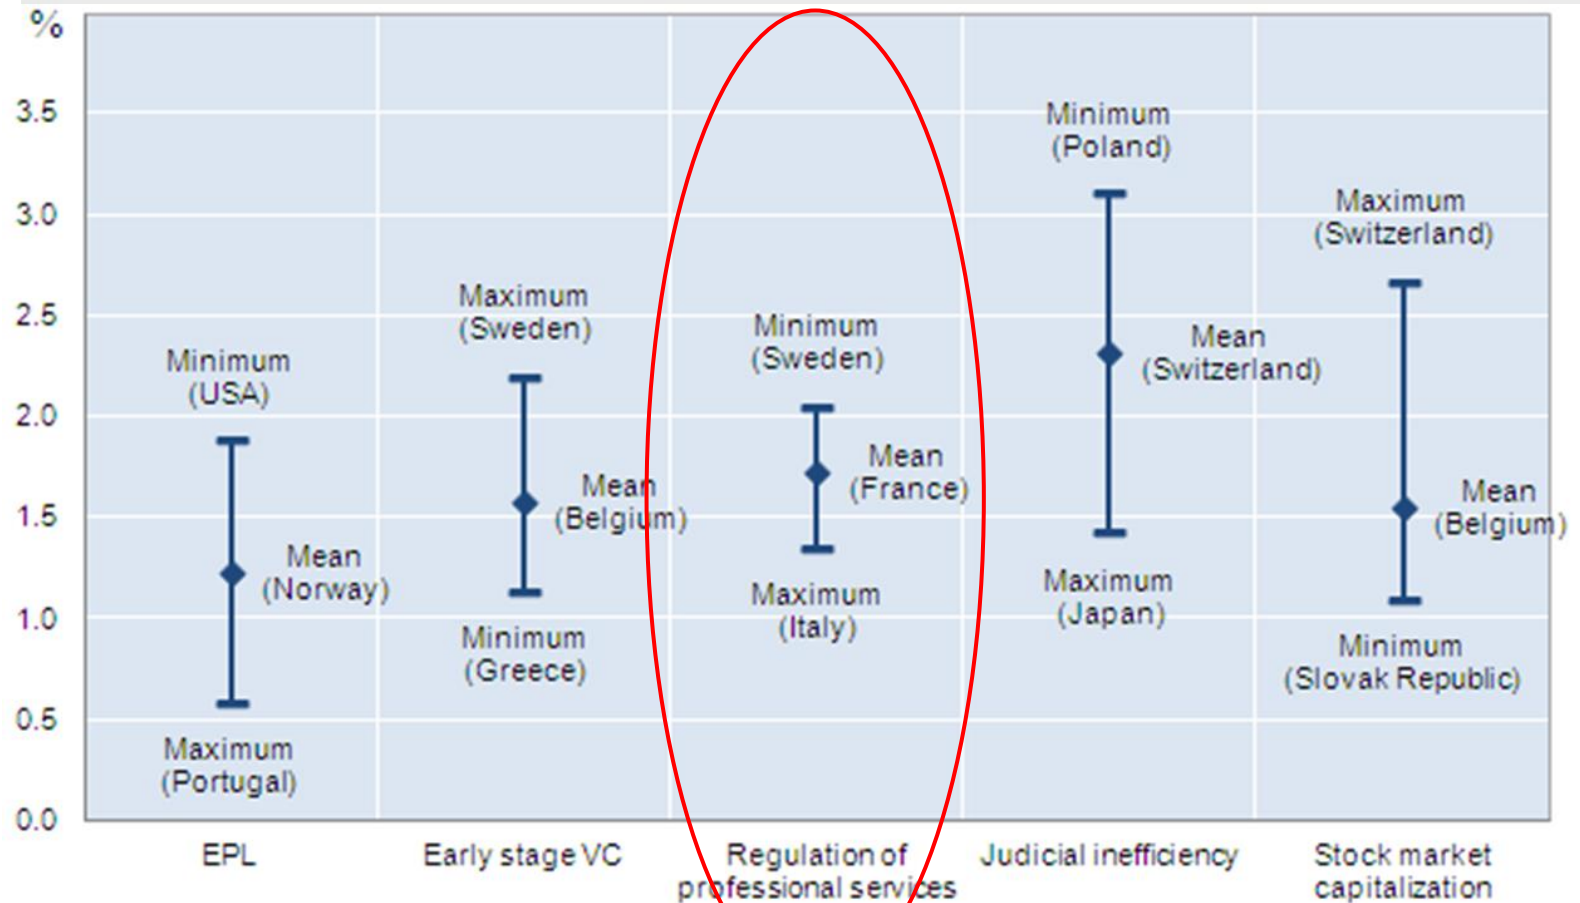 %
3.5
3.0
2.5
2.0
1.5
1.0
0.5
0.0
Minimum
(USA)
Mean
(Norway)
Maximum
(Portugal)
Maximum
(Sweden)
Mean
(Belgium)
Minimum
(Greece)
Minimum
(Sweden)
Mean
(France)
Maximum
(Italy)
Minimum
(Poland)
Mean
(Switzerland)
Maximum
(Japan)
Maximum
(Switzerland)
Mean
(Belgium)
Minimum
(Slovak Republic)
EPL
Early stage VC
Regulation of
professional services
Judicial inefficiency
Stock market
capitalization